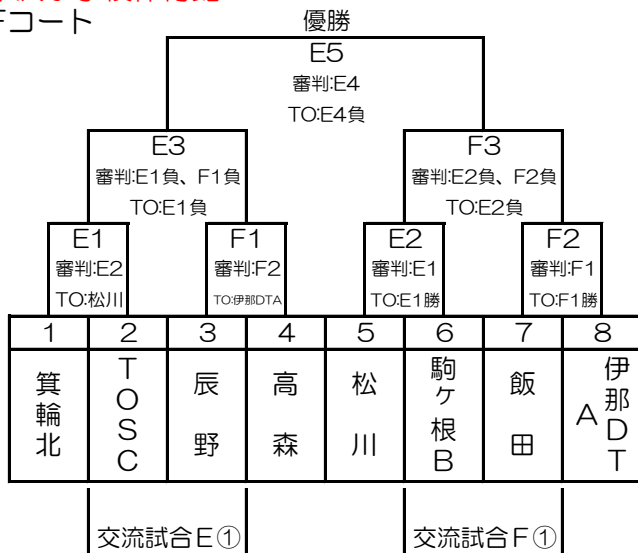 Fコート
優勝
E5
審判:E4
TO:E4負
E3
F3
審判:E1負、F1負
審判:E2負、F2負
TO:E1負
TO:E2負
E1
F1
E2
F2
審判:E2
審判:F2
審判:E1
審判:F1
TO:松川
TO:伊那DTA
TO:E1勝
TO:F1勝
1 2 3 4 5 6 7 8
箕輪北
TOSC
辰野
高森
松川
駒ヶ根B
飯田
伊那DT
A
交流試合E①
交流試合F①